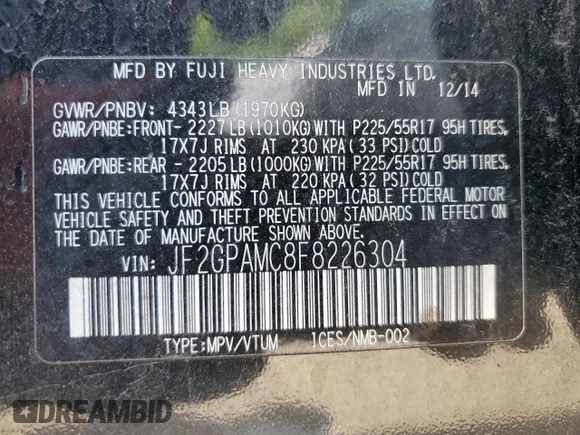 MFD BY FUJI HEAVY INDUSTRIES LTD.
MFD IN 12/14
GVWR/PNBV: 4343LB(1970KG)
GAWR/PNBE:FRONT- 2227LB(1010KG)WITH P225/55R17 95H TIRES,
17X7J RIMS AT 230 KPA(33 PSI)COLD
GAWR/PNBE:REAR - 2205LB(1000KG)WITH P225/55R17 95H TIRES,
17X7J RIMS AT 220 KPA(32 PSI)COLD
THIS VEHICLE CONFORMS TO ALL APPLICABLE FEDERAL MOTOR
VEHICLE SAFETY AND THEFT PREVENTION STANDARDS IN EFFECT ON
THE DATE OF MANUFACTURE SHOWN ABOVE.
VIN: JF2GPAMC8F8226304
TYPE:MPV/VTUM ICES/NMB-002
DREAMBID